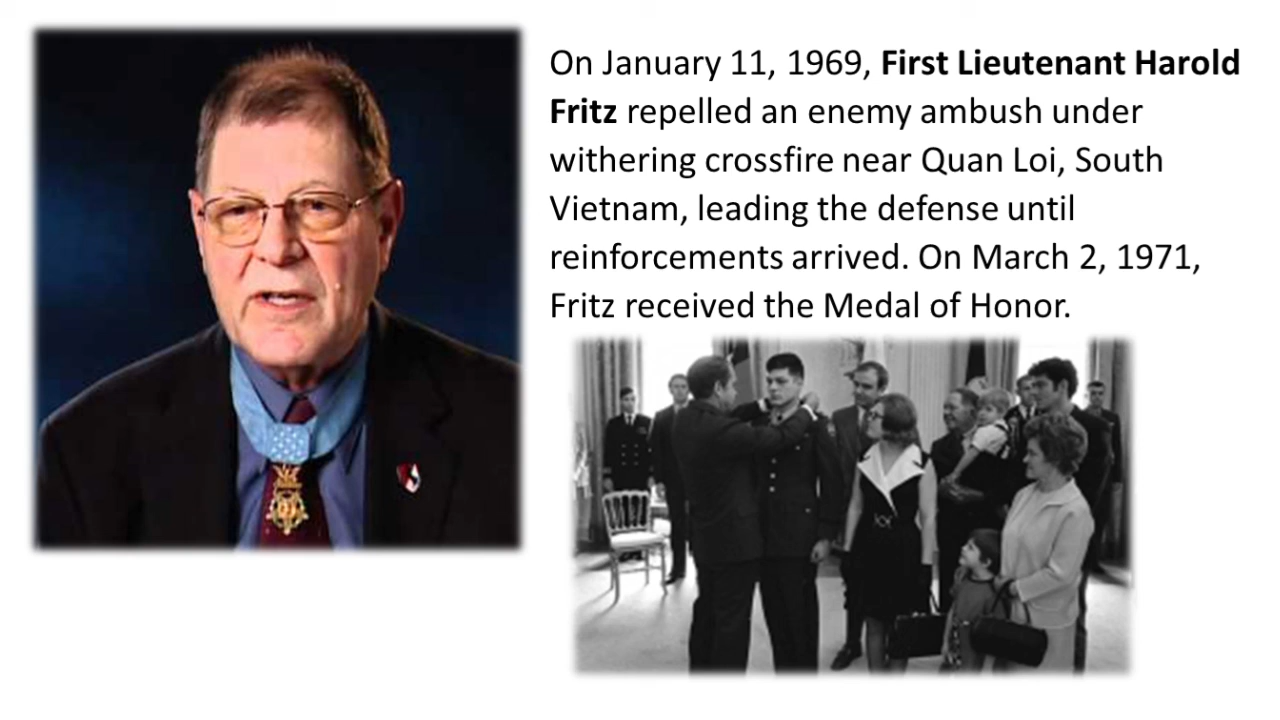 On January 11, 1969, First Lieutenant Harold
Fritz repelled an enemy ambush under
withering crossfire near Quan Loi, South
Vietnam, leading the defense until
reinforcements arrived. On March 2, 1971,
Fritz received the Medal of Honor.